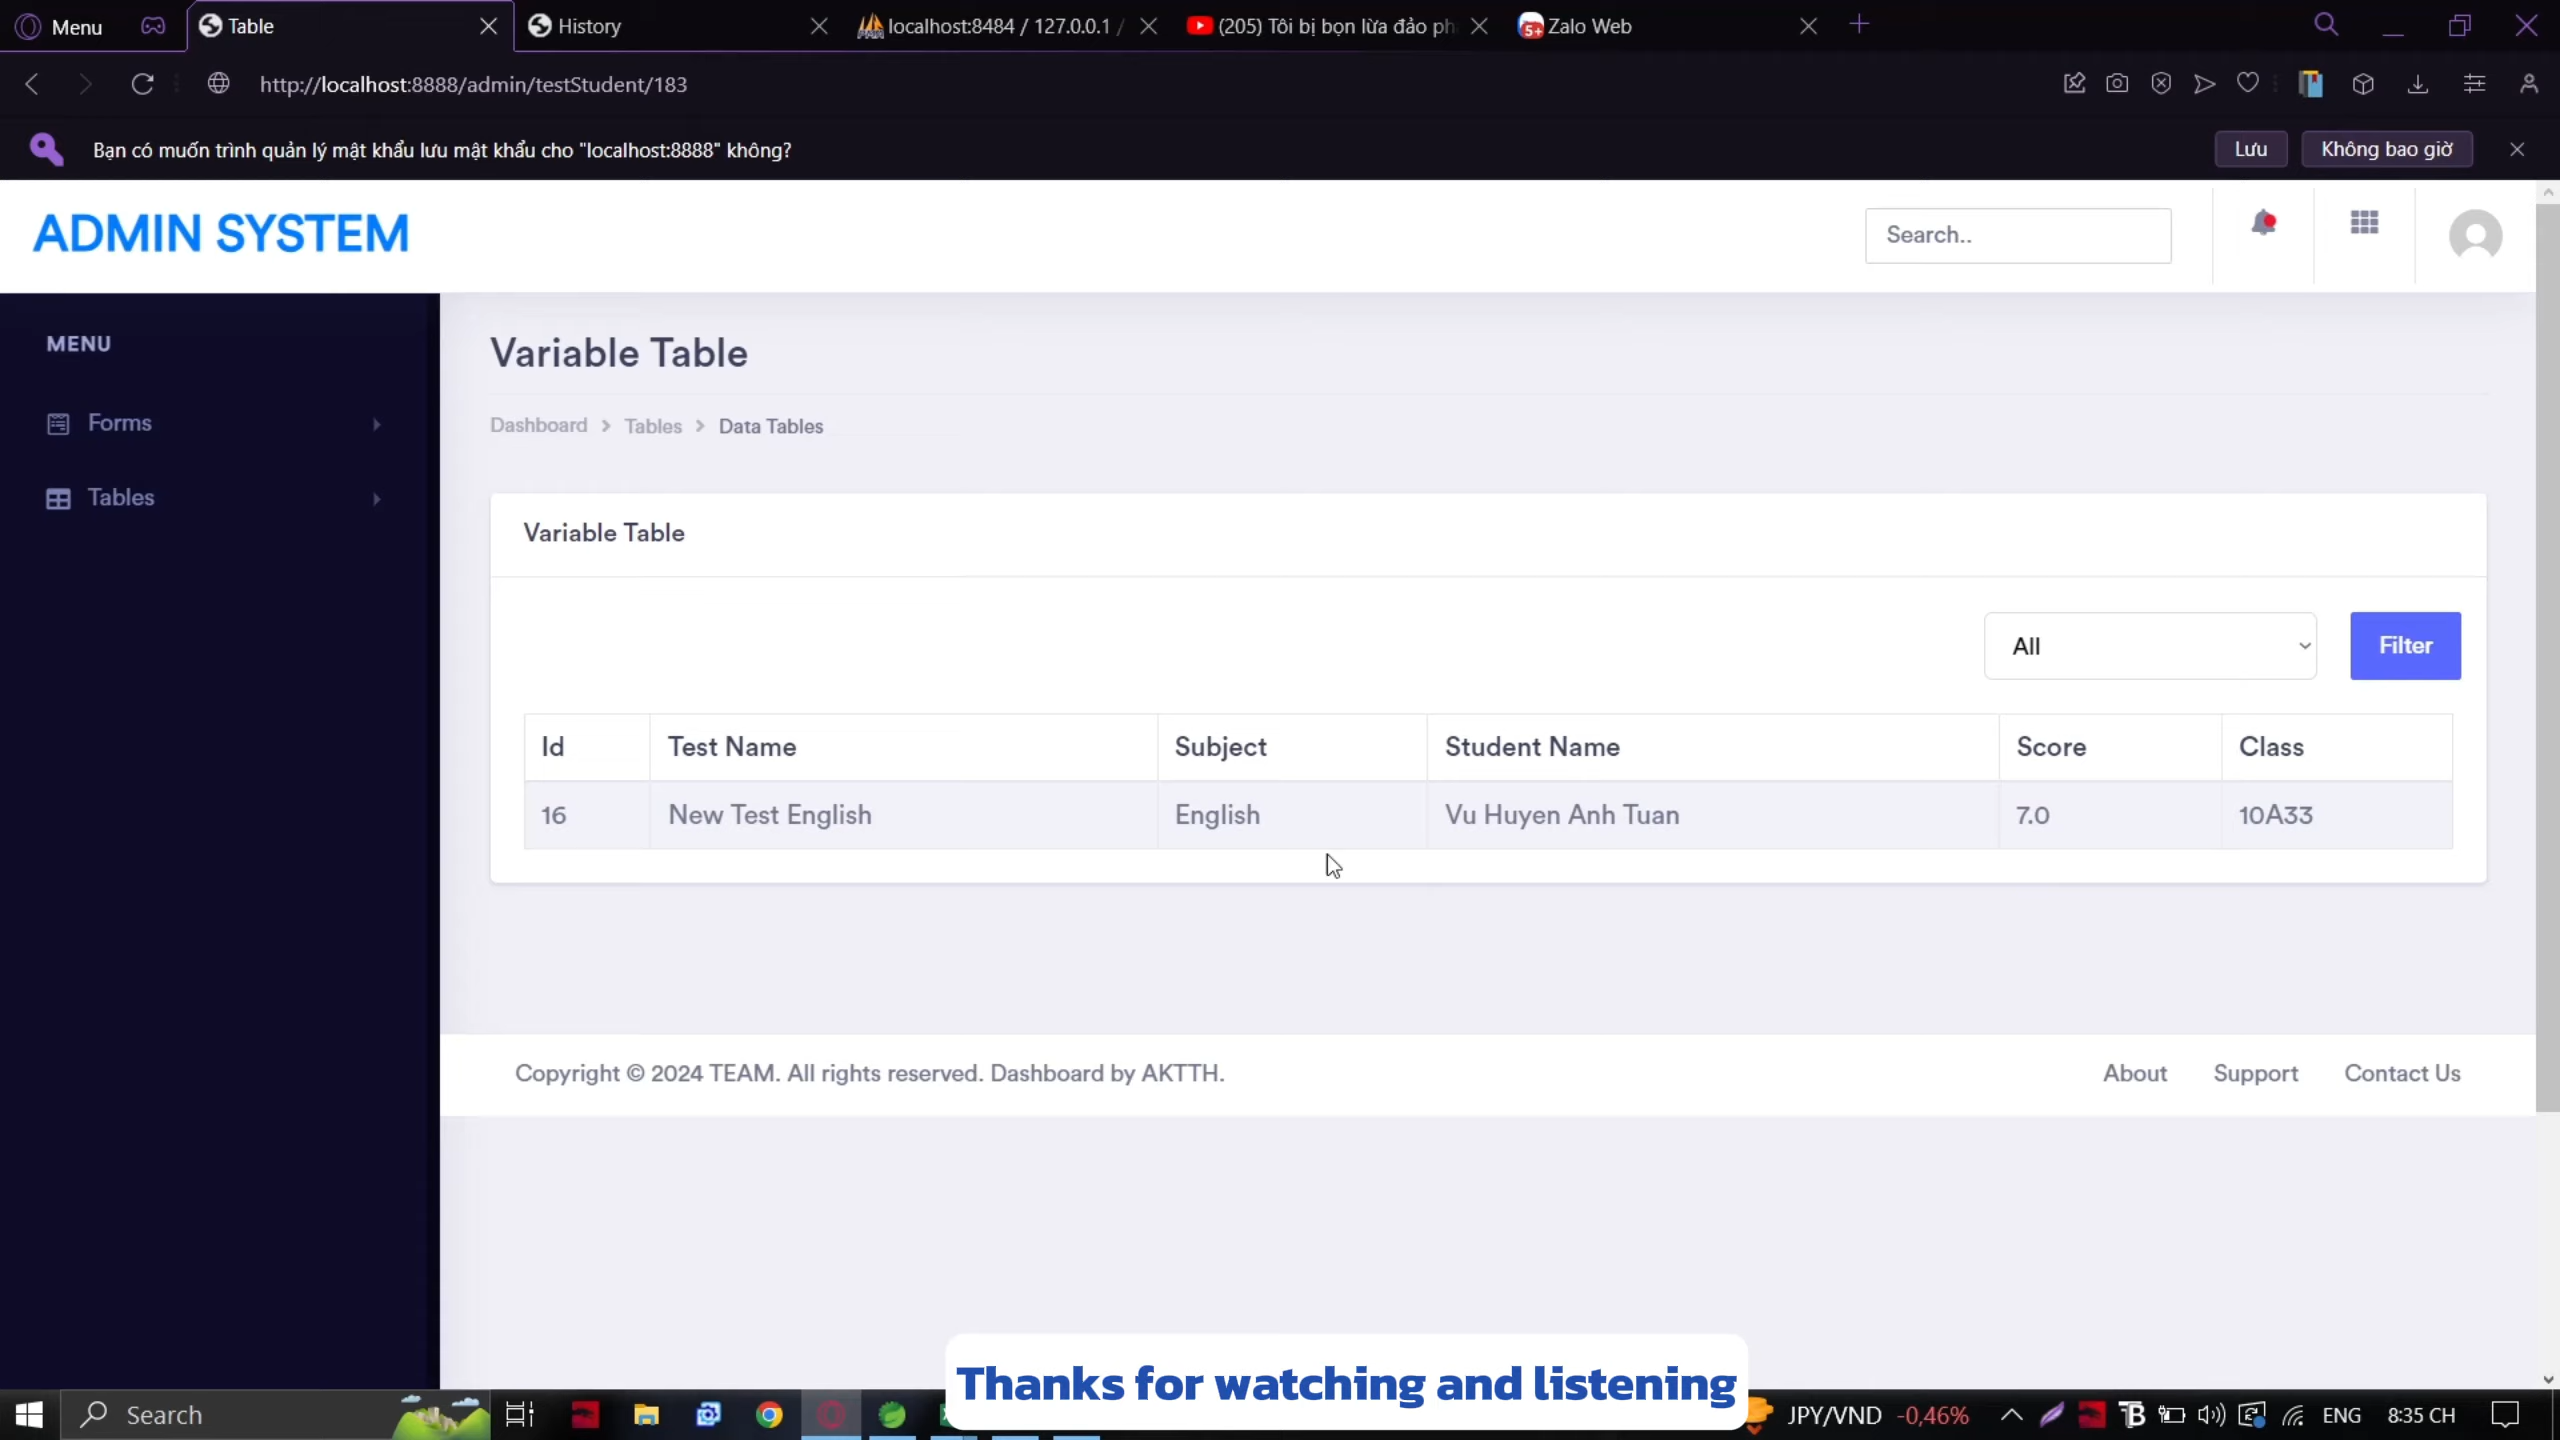 Menu
Table
History
localhost:8484 / 127.0.0.1 /
(205) Tôi bị bọn lừa đảo ph
5+
Zalo Web
http://localhost:8888/admin/testStudent/183
Bạn có muốn trình quản lý mật khẩu lưu mật khẩu cho "localhost:8888" không?
Lưu
Không bao giờ
ADMIN SYSTEM
Search..
MENU
Forms
Tables
Variable Table
Dashboard > Tables > Data Tables
Variable Table
All
Filter
Id Test Name Subject Student Name Score Class
16 New Test English English Vu Huyen Anh Tuan 7.0 10A33
Copyright © 2024 TEAM. All rights reserved. Dashboard by AKTTH.
About Support Contact Us
Thanks for watching and listening
Search
JPY/VND -0,46%
ENG
8:35 CH